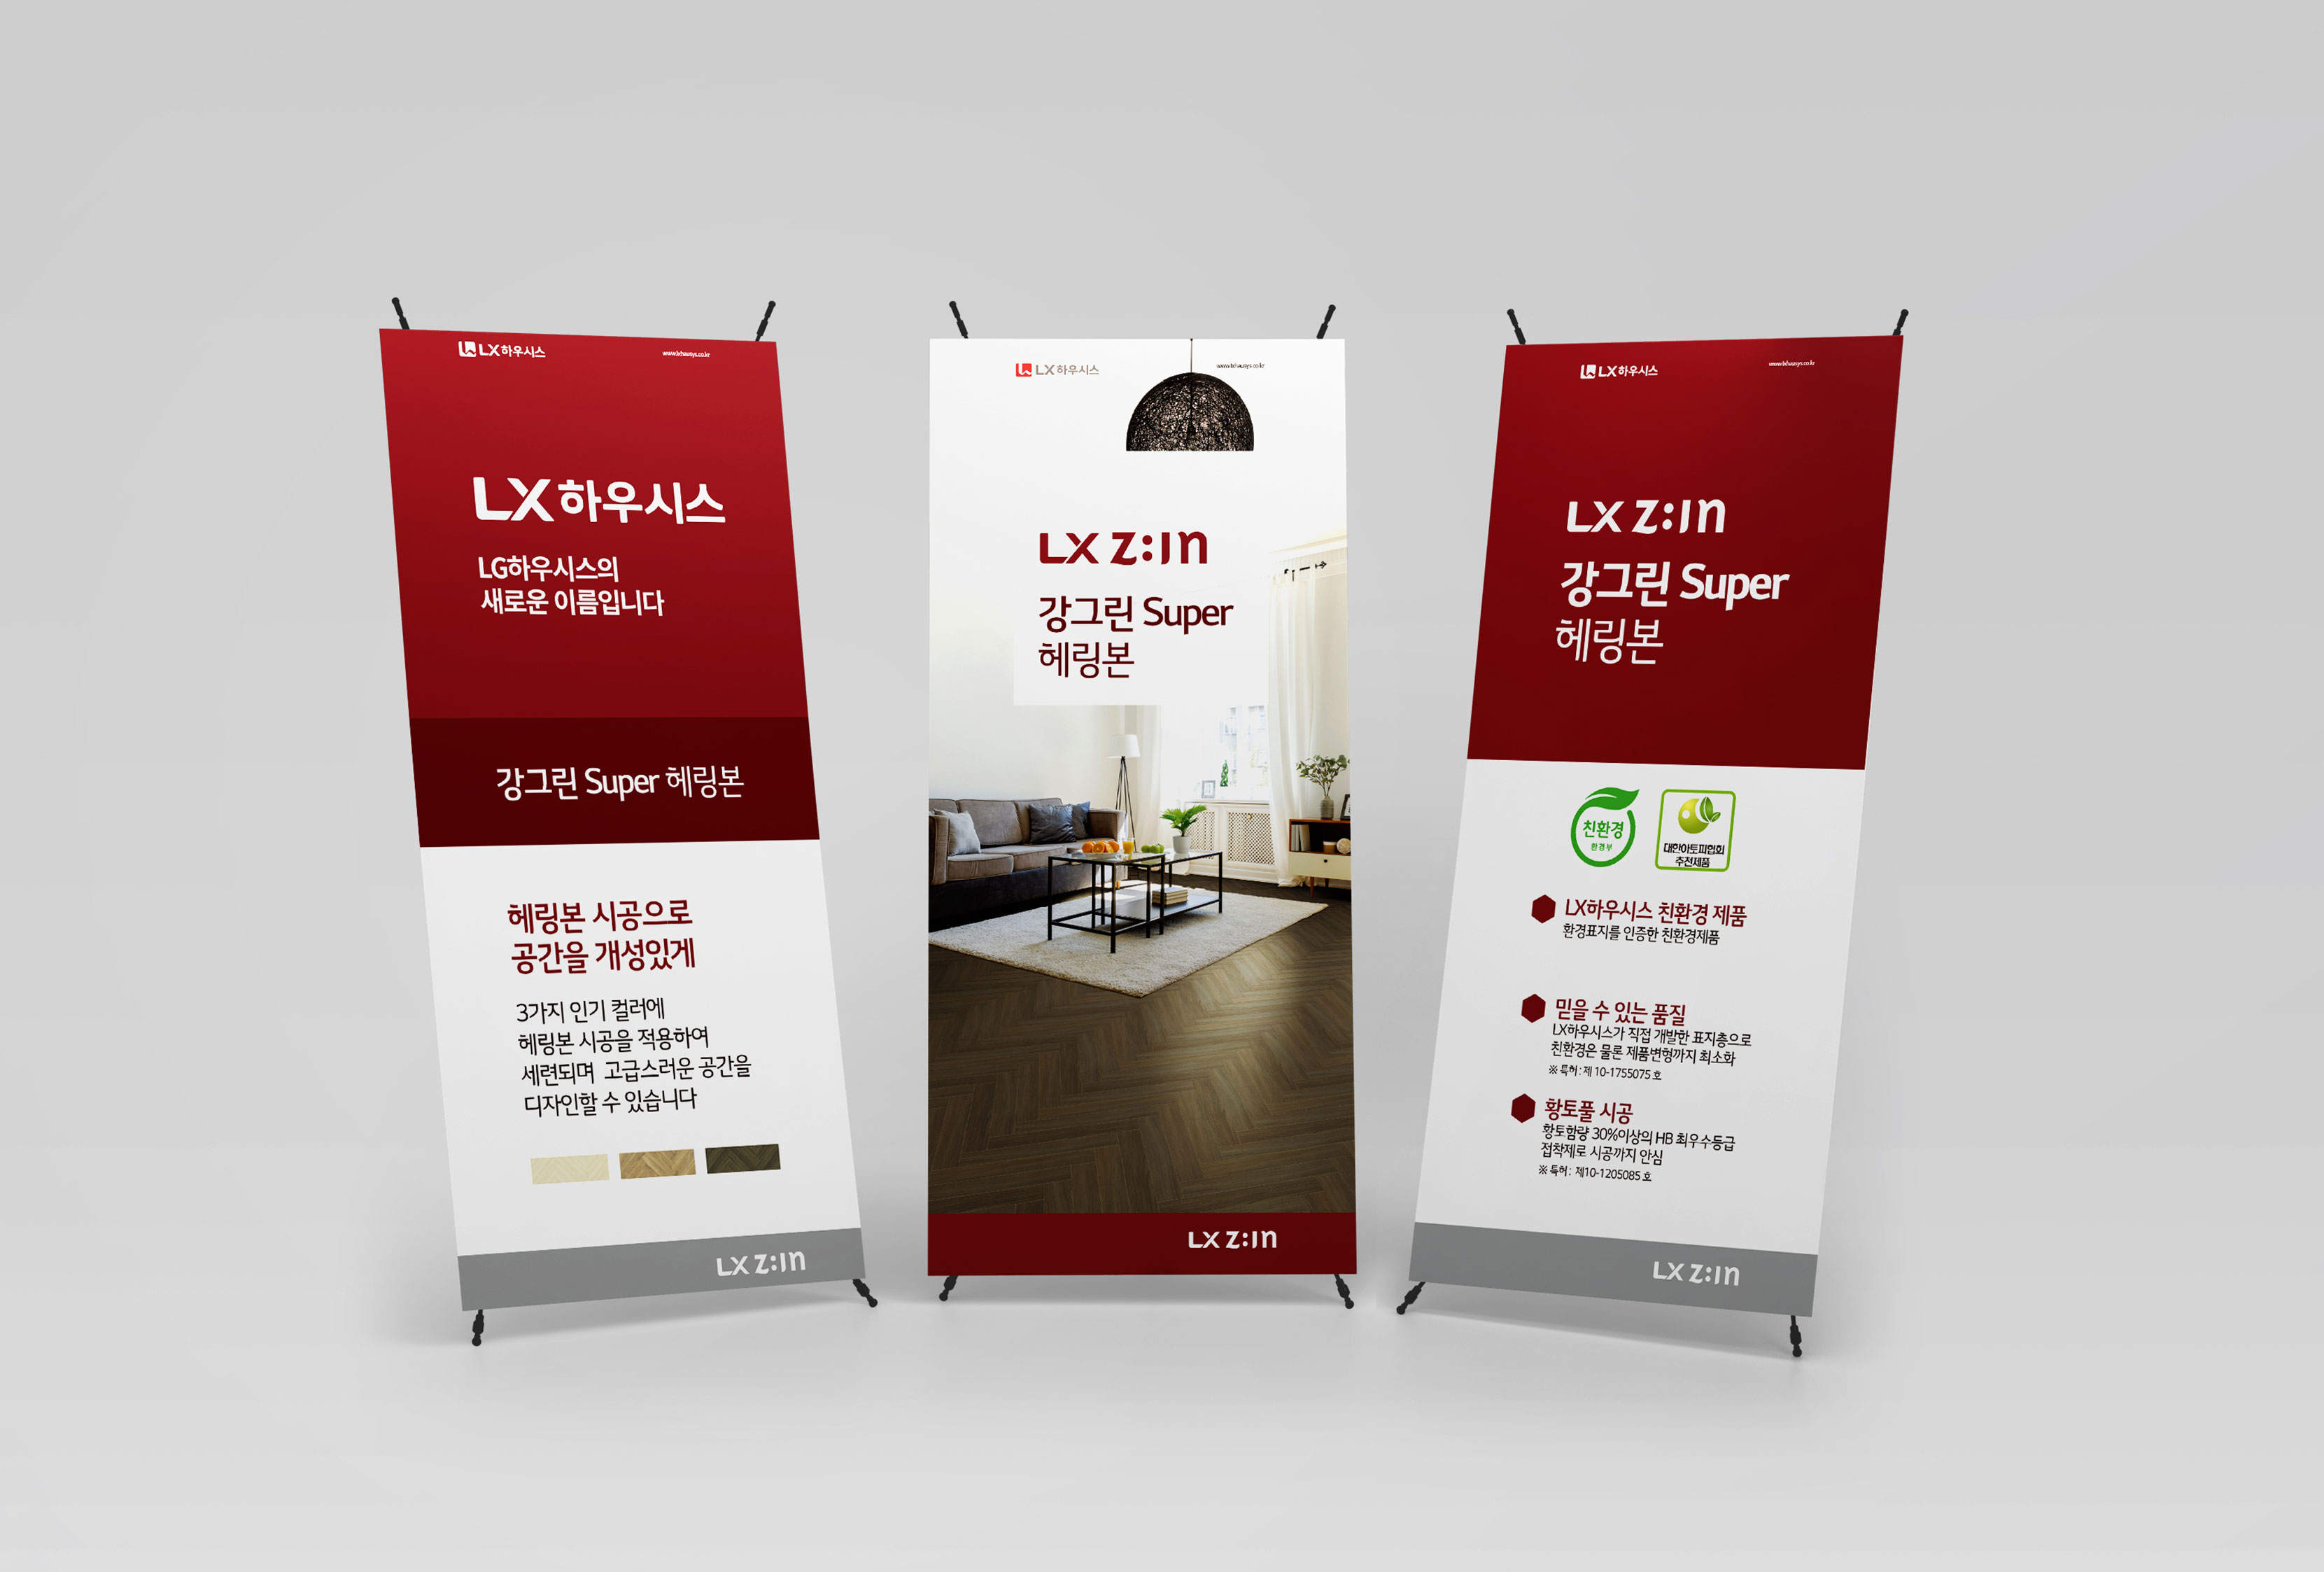 LX하우시스
www.lxhausys.co.kr
LX하우시스
LG하우시스의
새로운 이름입니다
강그린 Super 헤링본
헤링본 시공으로
공간을 개성있게
3가지 인기 컬러에
헤링본 시공을 적용하여
세련되며 고급스러운 공간을
디자인할 수 있습니다
LX Z:IN
LX하우시스
www.lxhausys.co.kr
LX Z:IN
강그린 Super
헤링본
LX Z:IN
LX하우시스
www.lxhausys.co.kr
LX Z:IN
강그린 Super
헤링본
친환경
환경부
대한아토피협회
추천제품
LX하우시스 친환경 제품
환경표지를 인증한 친환경제품
믿을 수 있는 품질
LX하우시스가 직접 개발한 표지층으로
친환경은 물론 제품변형까지 최소화
※ 특허 : 제 10-1755075 호
황토풀 시공
황토함량 30%이상의 HB 최우수등급
접착제로 시공까지 안심
※ 특허 : 제10-1205085 호
LX Z:IN